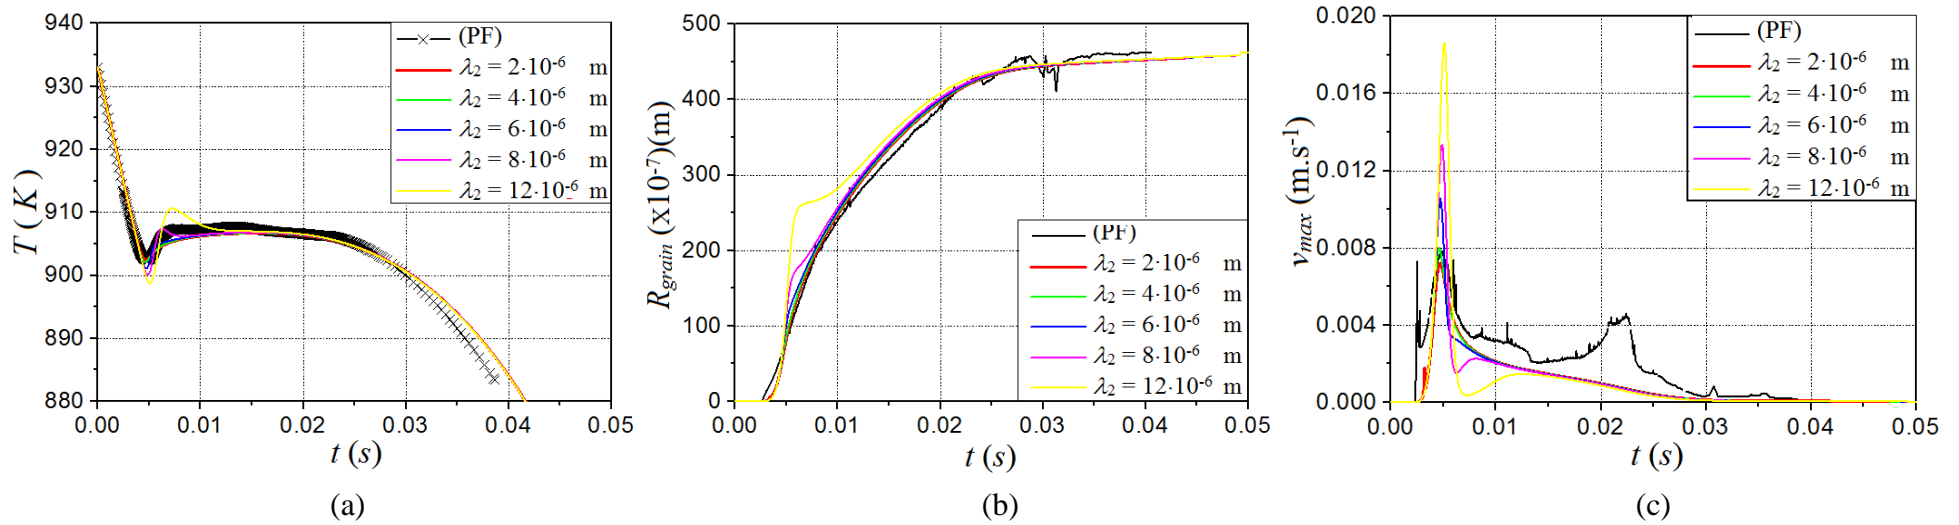 940
930
920
910
900
890
880
T ( K )
0.00
0.01
0.02
0.03
0.04
0.05
t (s)
(PF)
λ2 = 2·10-6 m
λ2 = 4·10-6 m
λ2 = 6·10-6 m
λ2 = 8·10-6 m
λ2 = 12·10-6 m
(a)
500
400
300
200
100
0
Rgrain (x10-7)(m)
0.00
0.01
0.02
0.03
0.04
0.05
t (s)
(PF)
λ2 = 2·10-6 m
λ2 = 4·10-6 m
λ2 = 6·10-6 m
λ2 = 8·10-6 m
λ2 = 12·10-6 m
(b)
0.020
0.016
0.012
0.008
0.004
0.000
vmax (m.s-1)
0.00
0.01
0.02
0.03
0.04
0.05
t (s)
(PF)
λ2 = 2·10-6 m
λ2 = 4·10-6 m
λ2 = 6·10-6 m
λ2 = 8·10-6 m
λ2 = 12·10-6 m
(c)